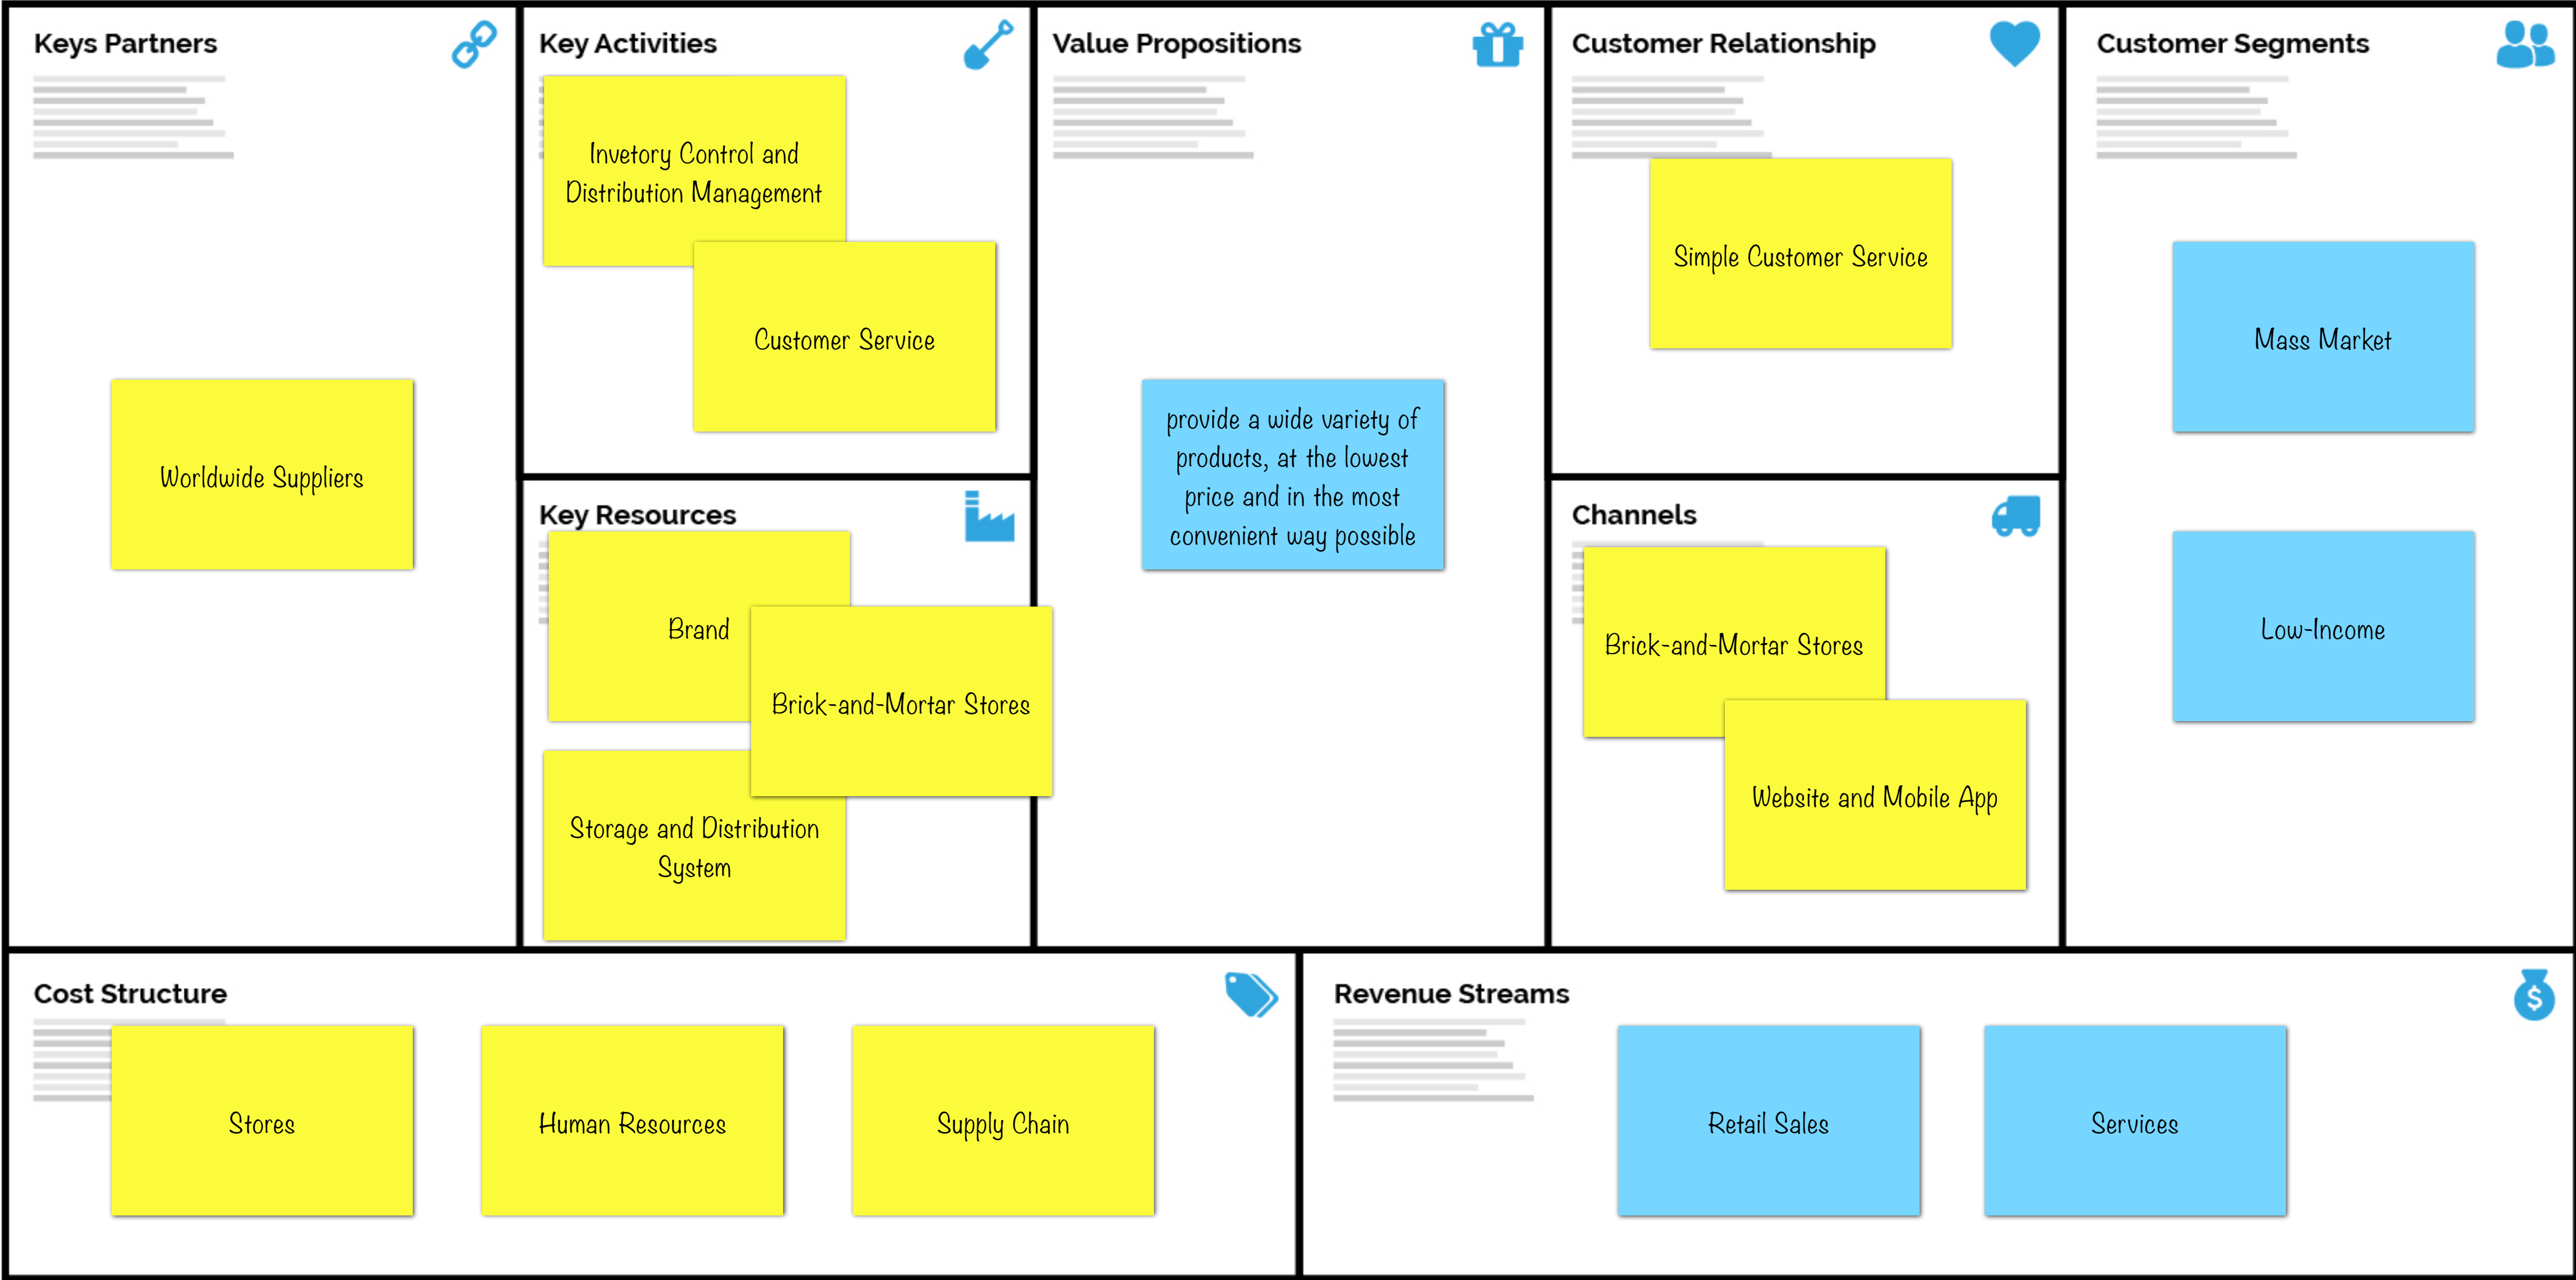 Keys Partners
Worldwide Suppliers
Key Activities
Invetory Control and
Distribution Management
Customer Service
Key Resources
Brand
Brick-and-Mortar Stores
Storage and Distribution
System
Value Propositions
provide a wide variety of
products, at the lowest
price and in the most
convenient way possible
Customer Relationship
Simple Customer Service
Channels
Brick-and-Mortar Stores
Website and Mobile App
Customer Segments
Mass Market
Low-Income
Cost Structure
Stores
Human Resources
Supply Chain
Revenue Streams
$
Retail Sales
Services